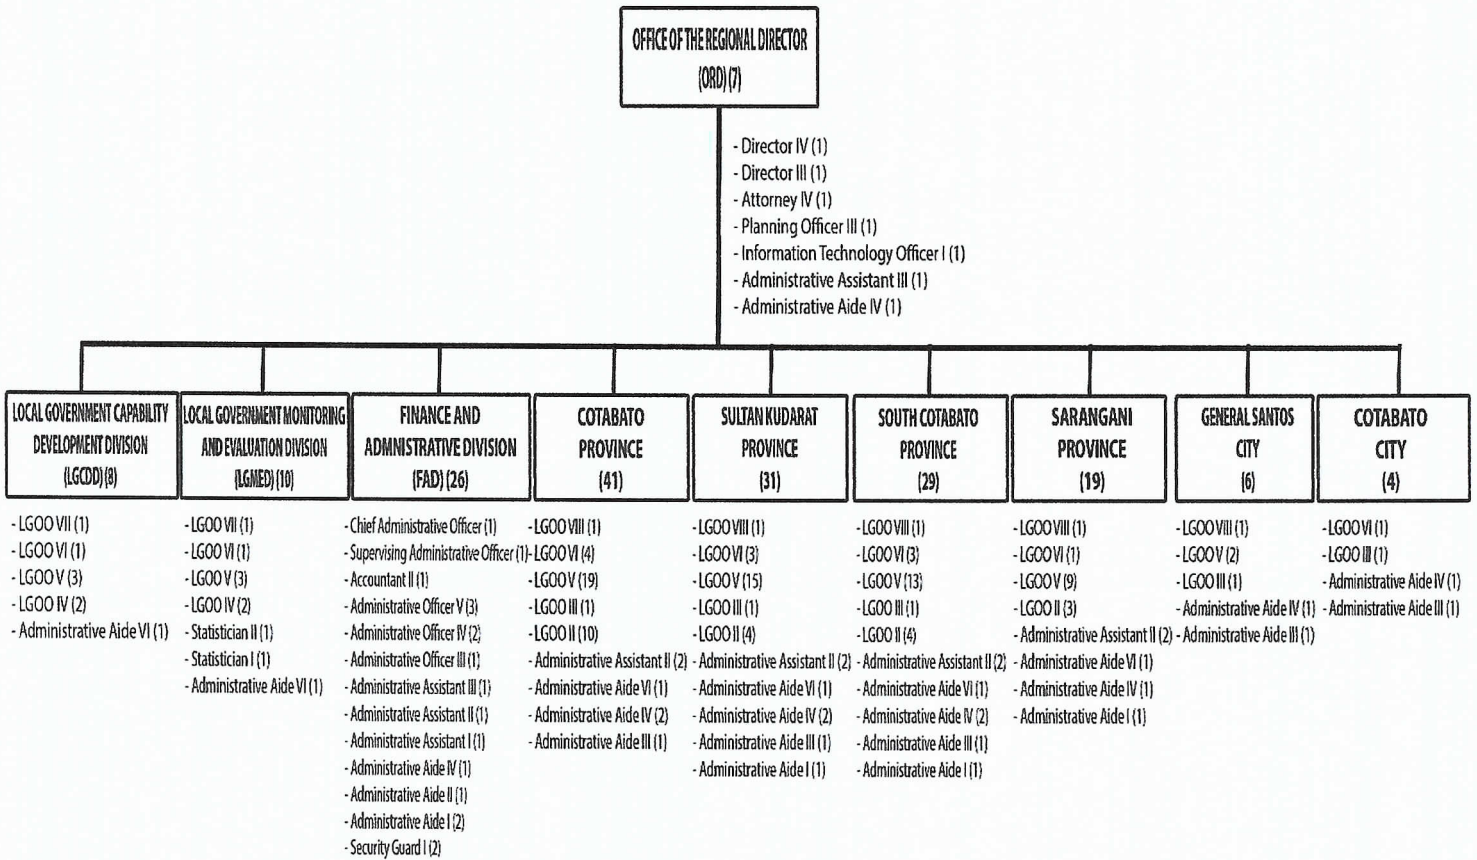 OFFICE OF THE REGIONAL DIRECTOR
(ORD) (7)
- Director IV (1)
- Director III (1)
- Attorney IV (1)
- Planning Officer III (1)
- Information Technology Officer I (1)
- Administrative Assistant III (1)
- Administrative Aide IV (1)
LOCAL GOVERNMENT CAPABILITY
DEVELOPMENT DIVISION
(LGCDD) (8)
- LGOO VII (1)
- LGOO VI (1)
- LGOO V (3)
- LGOO IV (2)
- Administrative Aide VI (1)
LOCAL GOVERNMENT MONITORING
AND EVALUATION DIVISION
(LGMED) (10)
- LGOO VII (1)
- LGOO VI (1)
- LGOO V (3)
- LGOO IV (2)
- Statistician II (1)
- Statistician I (1)
- Administrative Aide VI (1)
FINANCE AND
ADMNISTRATIVE DIVISION
(FAD) (26)
- Chief Administrative Officer (1)
- Supervising Administrative Officer (1)
- Accountant II (1)
- Administrative Officer V (3)
- Administrative Officer IV (2)
- Administrative Officer III (1)
- Administrative Assistant III (1)
- Administrative Assistant II (1)
- Administrative Assistant I (1)
- Administrative Aide IV (1)
- Administrative Aide II (1)
- Administrative Aide I (2)
- Security Guard I (2)
COTABATO
PROVINCE
(41)
- LGOO VIII (1)
- LGOO VI (4)
- LGOO V (19)
- LGOO III (1)
- LGOO II (10)
- Administrative Assistant II (2)
- Administrative Aide VI (1)
- Administrative Aide IV (2)
- Administrative Aide III (1)
SULTAN KUDARAT
PROVINCE
(31)
- LGOO VIII (1)
- LGOO VI (3)
- LGOO V (15)
- LGOO III (1)
- LGOO II (4)
- Administrative Assistant II (2)
- Administrative Aide VI (1)
- Administrative Aide IV (2)
- Administrative Aide III (1)
- Administrative Aide I (1)
SOUTH COTABATO
PROVINCE
(29)
- LGOO VIII (1)
- LGOO VI (3)
- LGOO V (13)
- LGOO III (1)
- LGOO II (4)
- Administrative Assistant II (2)
- Administrative Aide VI (1)
- Administrative Aide IV (2)
- Administrative Aide III (1)
- Administrative Aide I (1)
SARANGANI
PROVINCE
(19)
- LGOO VIII (1)
- LGOO VI (1)
- LGOO V (9)
- LGOO II (3)
- Administrative Assistant II (2)
- Administrative Aide VI (1)
- Administrative Aide IV (1)
- Administrative Aide I (1)
GENERAL SANTOS
CITY
(6)
- LGOO VIII (1)
- LGOO V (2)
- LGOO III (1)
- Administrative Aide IV (1)
- Administrative Aide III (1)
COTABATO
CITY
(4)
- LGOO VI (1)
- LGOO III (1)
- Administrative Aide IV (1)
- Administrative Aide III (1)